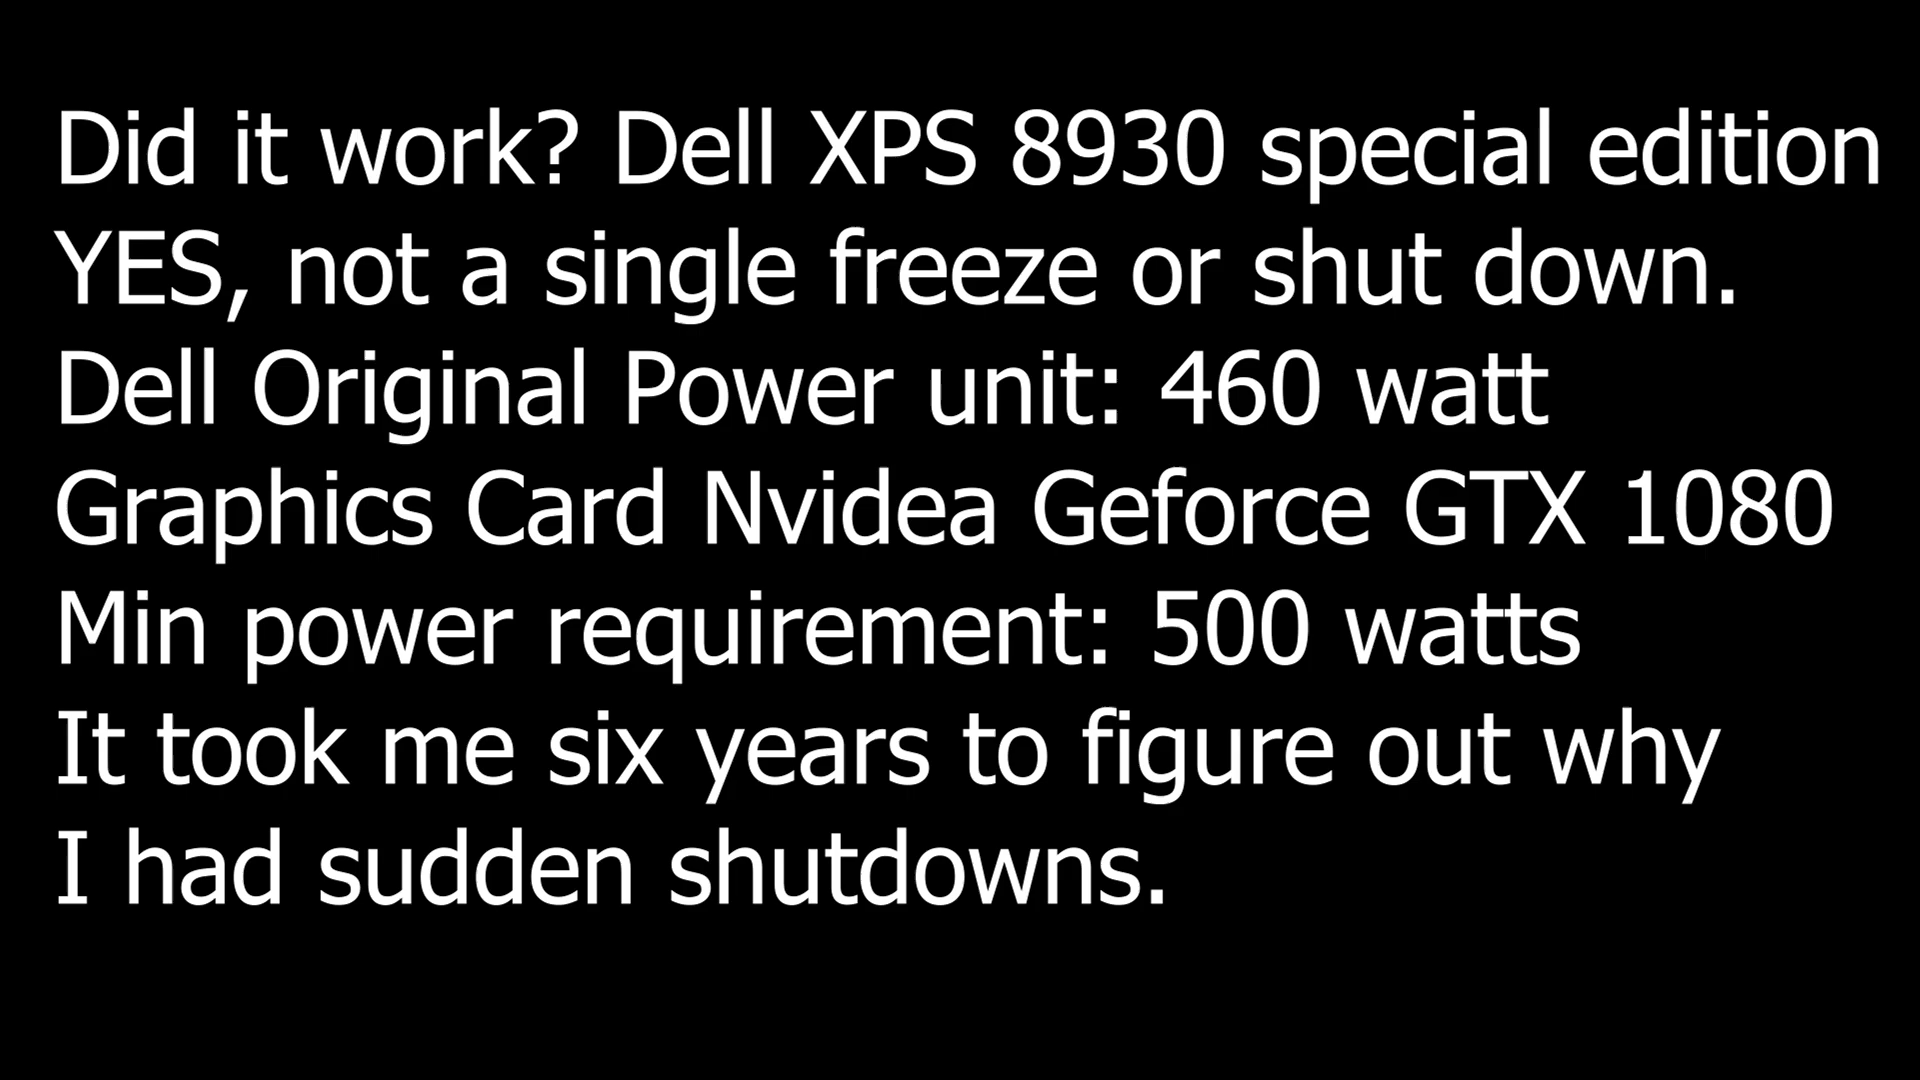 Did it work? Dell XPS 8930 special edition
YES, not a single freeze or shut down.
Dell Original Power unit: 460 watt
Graphics Card Nvidea Geforce GTX 1080
Min power requirement: 500 watts
It took me six years to figure out why
I had sudden shutdowns.